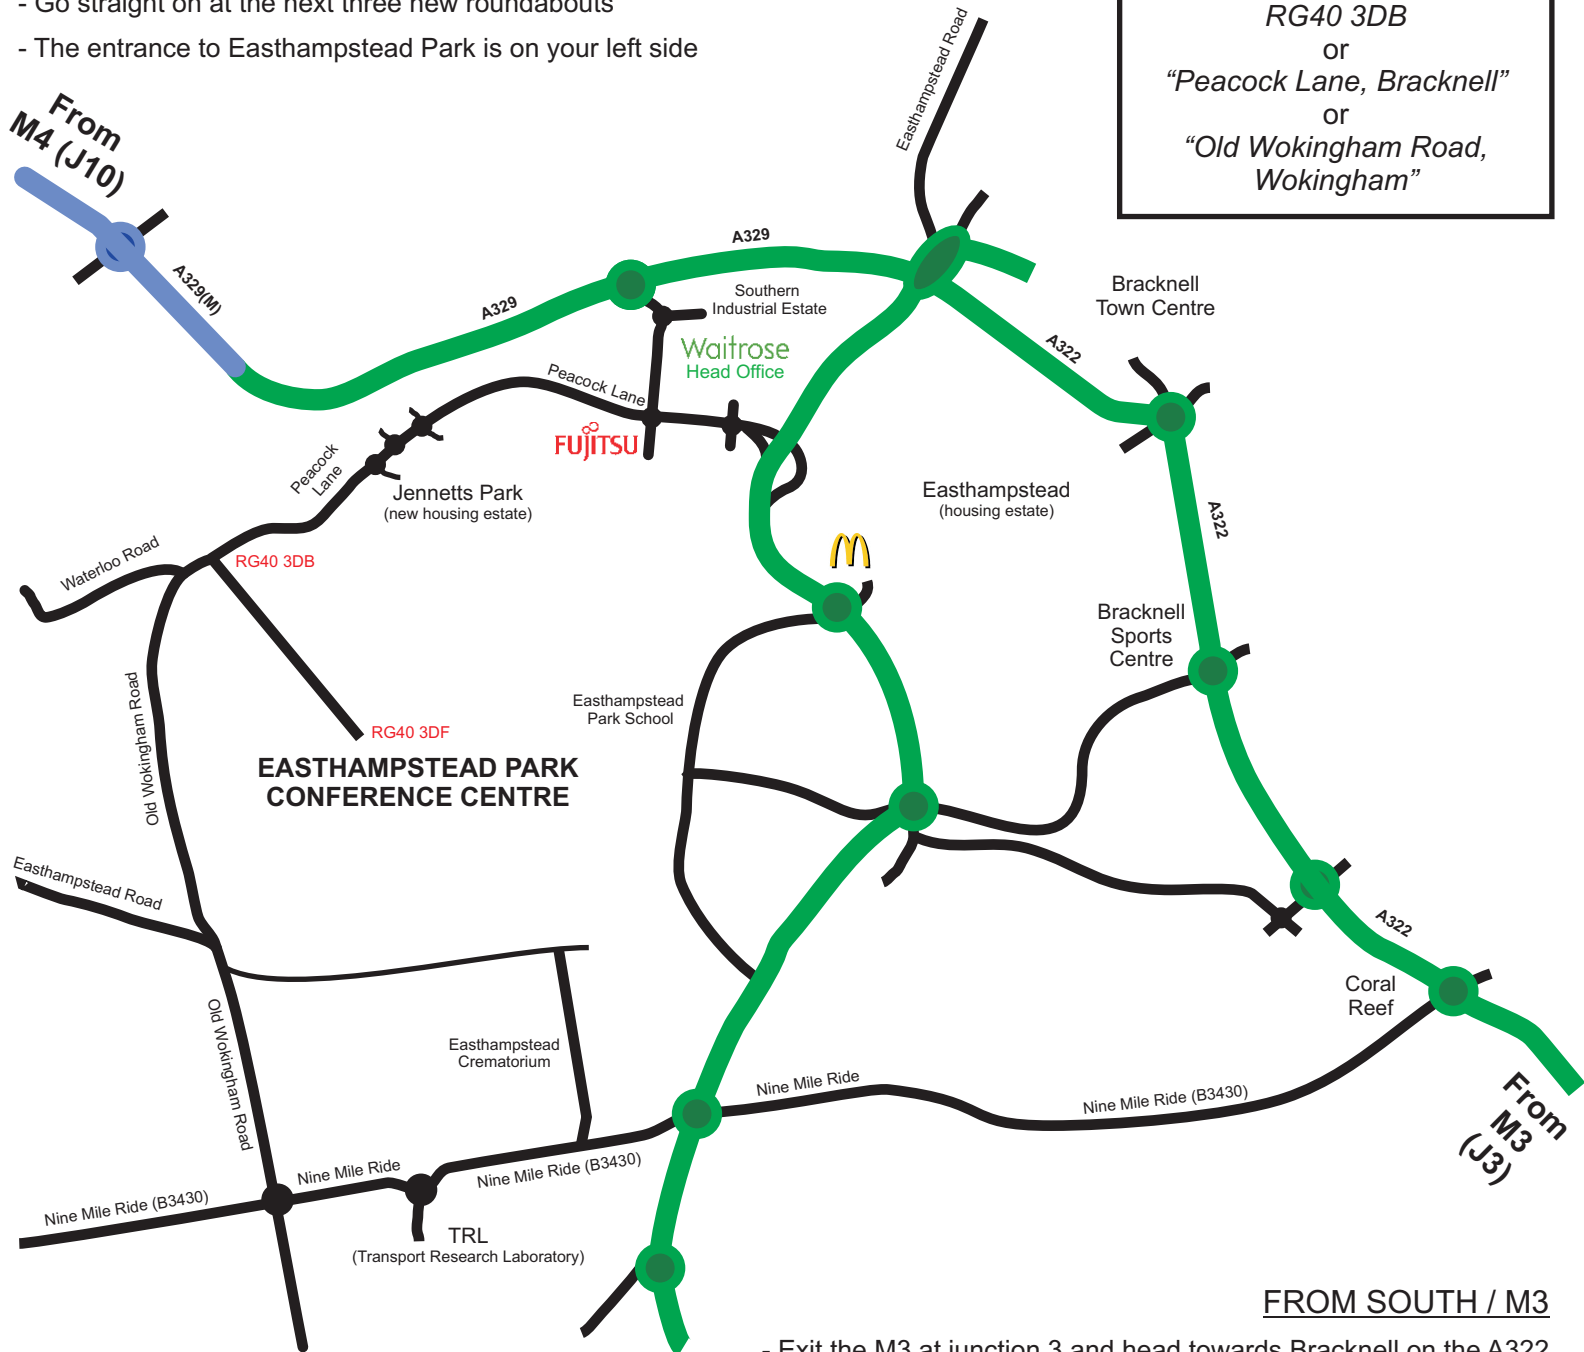 - Go straight on at the next three new roundabouts
- The entrance to Easthampstead Park is on your left side
RG40 3DB
or
“Peacock Lane, Bracknell”
or
“Old Wokingham Road,
Wokingham”
From
M4 (J10)
A329(M)
A329
A329
Easthampstead Road
Southern
Industrial Estate
Waitrose
Head Office
Bracknell
Town Centre
A322
Peacock Lane
FUJITSU
Peacock
Lane
Jennetts Park
(new housing estate)
Easthampstead
(housing estate)
A322
Waterloo Road
RG40 3DB
Bracknell
Sports
Centre
Old Wokingham Road
Easthampstead
Park School
RG40 3DF
EASTHAMPSTEAD PARK
CONFERENCE CENTRE
Easthampstead Road
A322
Coral
Reef
Old Wokingham Road
Easthampstead
Crematorium
Nine Mile Ride
Nine Mile Ride (B3430)
From
M3
(J3)
Nine Mile Ride (B3430)
Nine Mile Ride
Nine Mile Ride (B3430)
TRL
(Transport Research Laboratory)
FROM SOUTH / M3
- Exit the M3 at junction 3 and head towards Bracknell on the A322